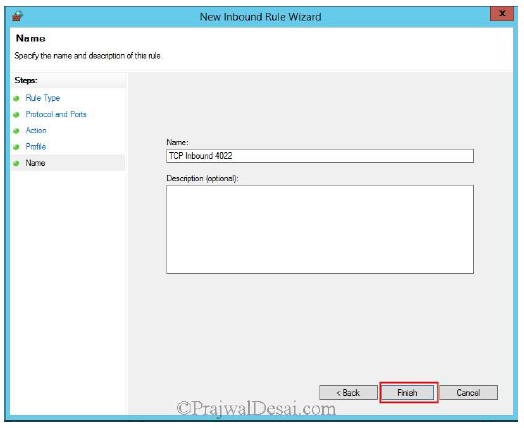 New Inbound Rule Wizard
x
Name
Specify the name and description of this rule.
Steps:
Rule Type
Protocol and Ports
Action
Profile
Name
Name:
TCP Inbound 4022
Description (optional):
< Back
Finish
Cancel
©PrajwalDesai.com